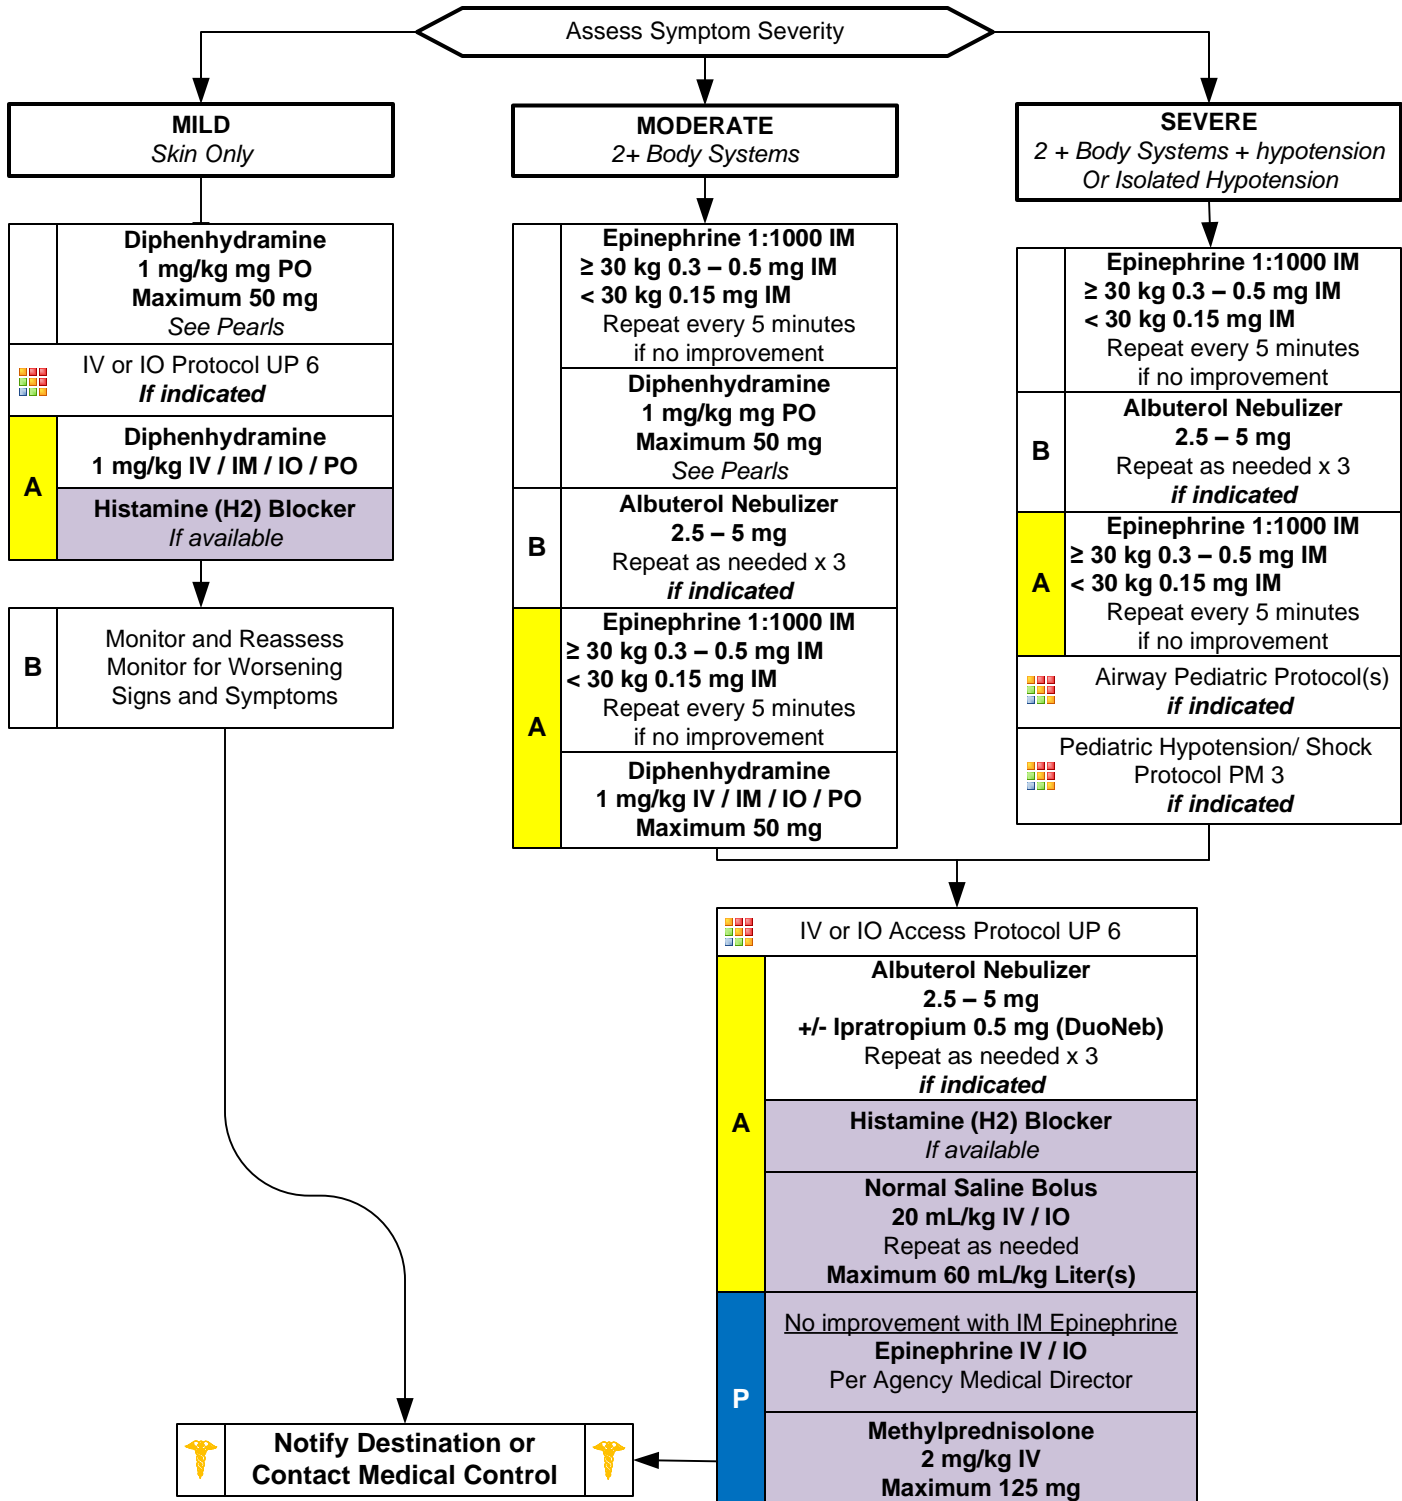 Assess Symptom Severity
MILD
Skin Only
Diphenhydramine
1 mg/kg mg PO
Maximum 50 mg
See Pearls
IV or IO Protocol UP 6
If indicated
A
Diphenhydramine
1 mg/kg IV / IM / IO / PO
Histamine (H2) Blocker
If available
B
Monitor and Reassess
Monitor for Worsening
Signs and Symptoms
MODERATE
2+ Body Systems
Epinephrine 1:1000 IM
≥ 30 kg 0.3 – 0.5 mg IM
< 30 kg 0.15 mg IM
Repeat every 5 minutes
if no improvement
Diphenhydramine
1 mg/kg mg PO
Maximum 50 mg
See Pearls
B
Albuterol Nebulizer
2.5 – 5 mg
Repeat as needed x 3
if indicated
A
Epinephrine 1:1000 IM
≥ 30 kg 0.3 – 0.5 mg IM
< 30 kg 0.15 mg IM
Repeat every 5 minutes
if no improvement
Diphenhydramine
1 mg/kg IV / IM / IO / PO
Maximum 50 mg
SEVERE
2 + Body Systems + hypotension
Or Isolated Hypotension
Epinephrine 1:1000 IM
≥ 30 kg 0.3 – 0.5 mg IM
< 30 kg 0.15 mg IM
Repeat every 5 minutes
if no improvement
B
Albuterol Nebulizer
2.5 – 5 mg
Repeat as needed x 3
if indicated
A
Epinephrine 1:1000 IM
≥ 30 kg 0.3 – 0.5 mg IM
< 30 kg 0.15 mg IM
Repeat every 5 minutes
if no improvement
Airway Pediatric Protocol(s)
if indicated
Pediatric Hypotension/ Shock
Protocol PM 3
if indicated
IV or IO Access Protocol UP 6
A
Albuterol Nebulizer
2.5 – 5 mg
+/- Ipratropium 0.5 mg (DuoNeb)
Repeat as needed x 3
if indicated
Histamine (H2) Blocker
If available
Normal Saline Bolus
20 mL/kg IV / IO
Repeat as needed
Maximum 60 mL/kg Liter(s)
P
No improvement with IM Epinephrine
Epinephrine IV / IO
Per Agency Medical Director
Methylprednisolone
2 mg/kg IV
Maximum 125 mg
Notify Destination or
Contact Medical Control